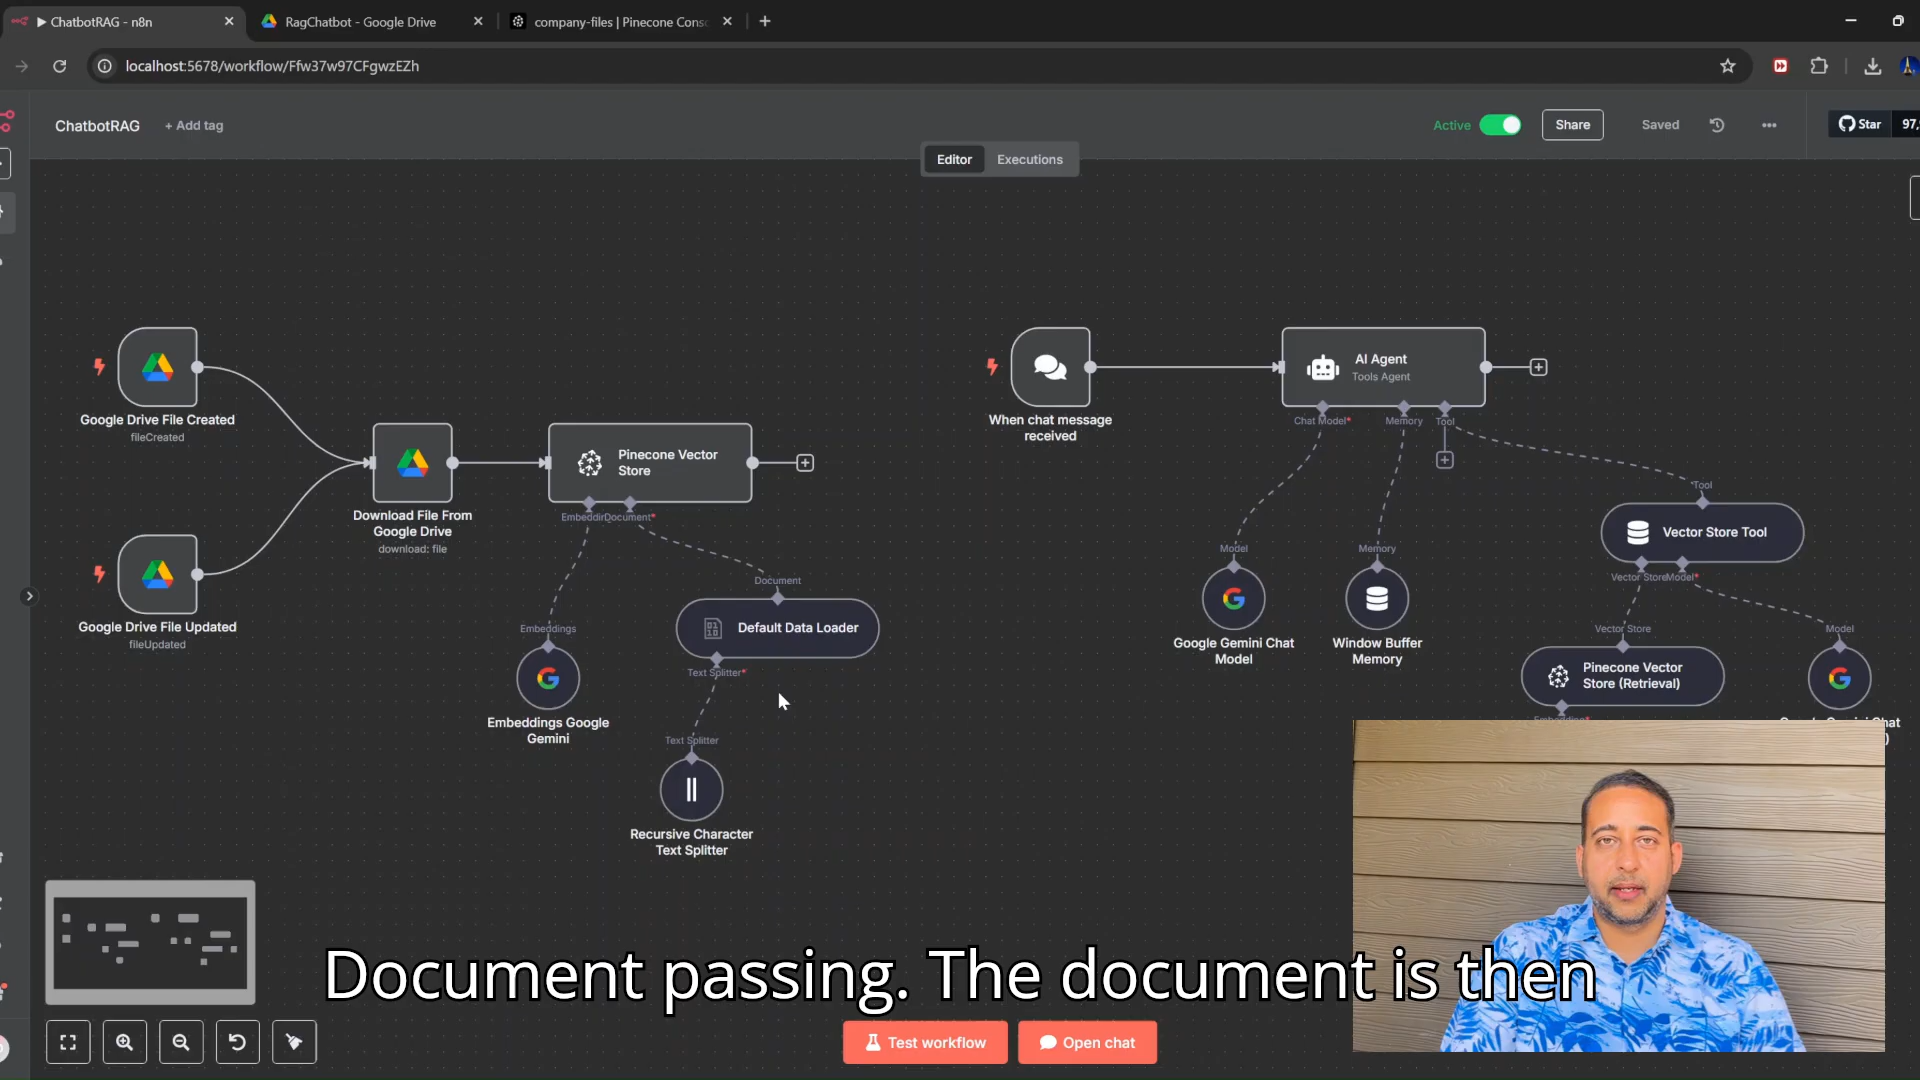 ChatbotRAG - n8n
RagChatbot - Google Drive
company-files | Pinecone Conso
localhost:5678/workflow/Ffw37w97CFgwzEZh
ChatbotRAG
+ Add tag
Active
Share
Saved
Star
97,
Editor
Executions
Google Drive File Created
fileCreated
Google Drive File Updated
fileUpdated
Download File From
Google Drive
download: file
Pinecone Vector
Store
Document*
Embeddings
Embeddings Google
Gemini
Document
Default Data Loader
Text Splitter*
Text Splitter
Recursive Character
Text Splitter
When chat message
received
AI Agent
Tools Agent
Chat Model*
Memory
Tool
Model
Google Gemini Chat
Model
Memory
Window Buffer
Memory
Tool
Vector Store Tool
Vector Store
Model*
Vector Store
Pinecone Vector
Store (Retrieval)
Model
Document passing. The document is then
Test workflow
Open chat